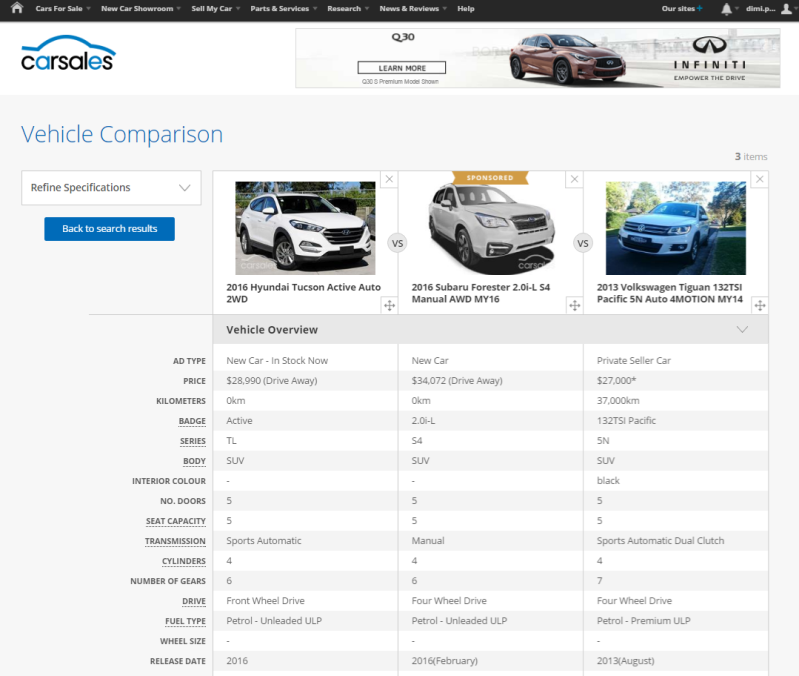 Cars For Sale New Car Showroom Sell My Car Parts & Services Research News & Reviews Help Our sites+ dimi.p...
carsales
Q30
LEARN MORE
Q30 S Premium Model Shown
INFINITI
EMPOWER THE DRIVE
Vehicle Comparison
3 items
Refine Specifications
Back to search results
SPONSORED
VS VS
carsales carsales
2016 Hyundai Tucson Active Auto 2WD
2016 Subaru Forester 2.0i-L S4 Manual AWD MY16
2013 Volkswagen Tiguan 132TSI Pacific 5N Auto 4MOTION MY14
Vehicle Overview
AD TYPE New Car - In Stock Now New Car Private Seller Car
PRICE $28,990 (Drive Away) $34,072 (Drive Away) $27,000*
KILOMETERS 0km 0km 37,000km
BADGE Active 2.0i-L 132TSI Pacific
SERIES TL S4 5N
BODY SUV SUV SUV
INTERIOR COLOUR - - black
NO. DOORS 5 5 5
SEAT CAPACITY 5 5 5
TRANSMISSION Sports Automatic Manual Sports Automatic Dual Clutch
CYLINDERS 4 4 4
NUMBER OF GEARS 6 6 7
DRIVE Front Wheel Drive Four Wheel Drive Four Wheel Drive
FUEL TYPE Petrol - Unleaded ULP Petrol - Unleaded ULP Petrol - Premium ULP
WHEEL SIZE - - -
RELEASE DATE 2016 2016(February) 2013(August)